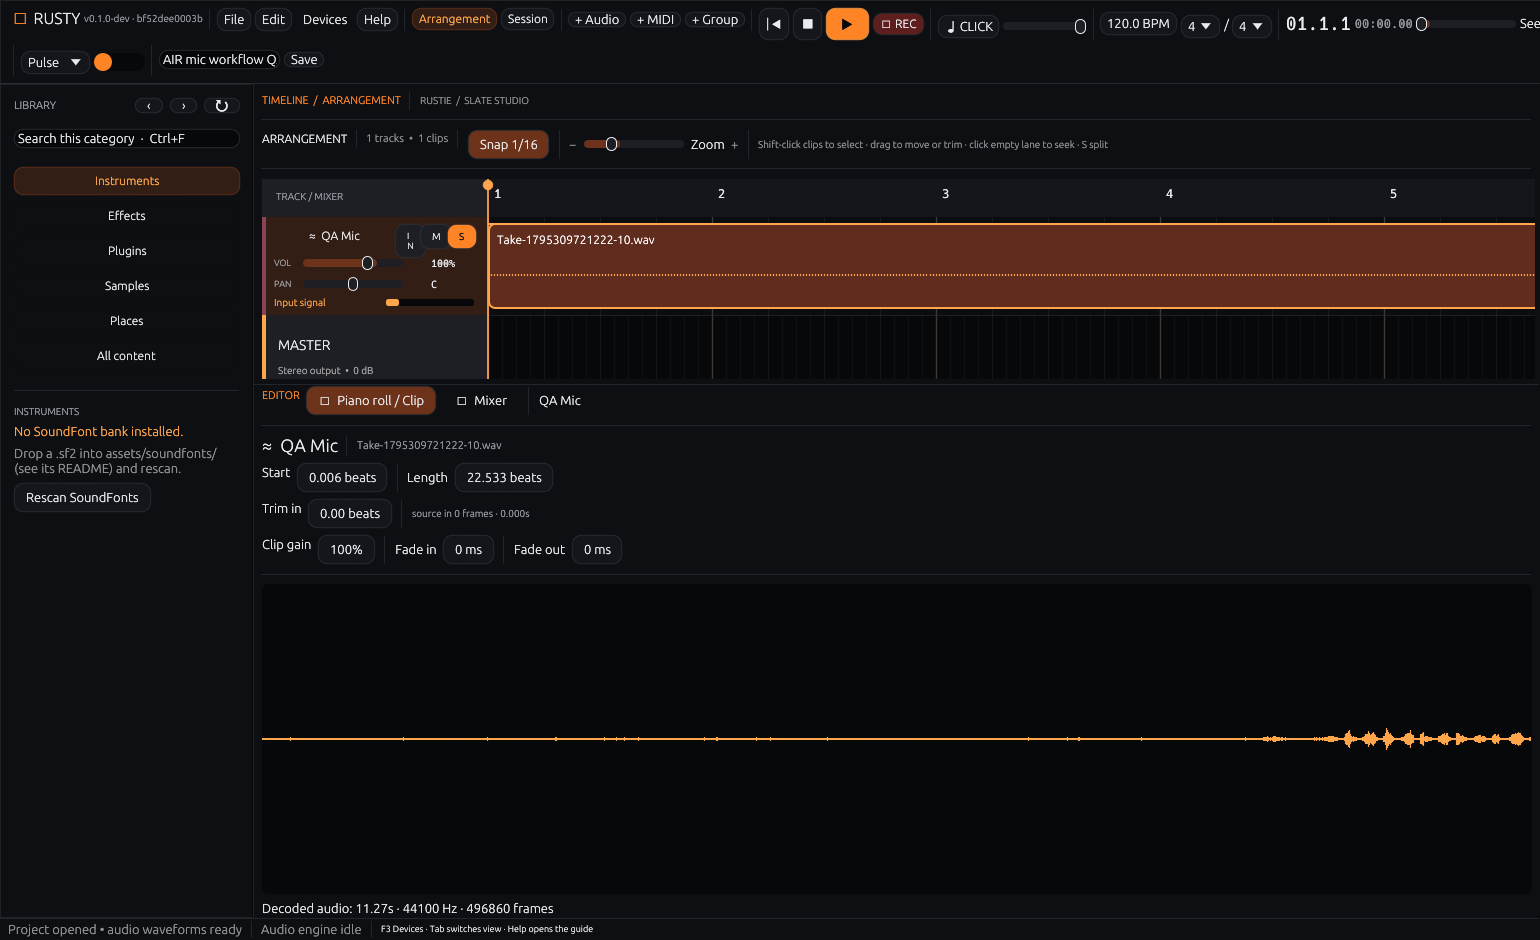 RUSTY v0.1.0-dev · bf52dee0003b File Edit Devices Help Arrangement Session + Audio + MIDI + Group REC CLICK 120.0 BPM 4 / 4 01.1.1 00:00.00 See
Pulse AIR mic workflow Q Save
LIBRARY ‹ ›
Search this category · Ctrl+F
Instruments
Effects
Plugins
Samples
Places
All content
INSTRUMENTS
No SoundFont bank installed.
Drop a .sf2 into assets/soundfonts/
(see its README) and rescan.
Rescan SoundFonts
TIMELINE / ARRANGEMENT RUSTIE / SLATE STUDIO
ARRANGEMENT 1 tracks • 1 clips Snap 1/16 − Zoom + Shift-click clips to select · drag to move or trim · click empty lane to seek · S split
TRACK / MIXER 1 2 3 4 5
≈ QA Mic IN M S
VOL 100%
PAN C
Input signal
Take-1795309721222-10.wav
MASTER
Stereo output • 0 dB
EDITOR Piano roll / Clip Mixer QA Mic
≈ QA Mic Take-1795309721222-10.wav
Start 0.006 beats Length 22.533 beats
Trim in 0.00 beats source in 0 frames · 0.000s
Clip gain 100% Fade in 0 ms Fade out 0 ms
Decoded audio: 11.27s · 44100 Hz · 496860 frames
Project opened • audio waveforms ready Audio engine idle F3 Devices · Tab switches view · Help opens the guide